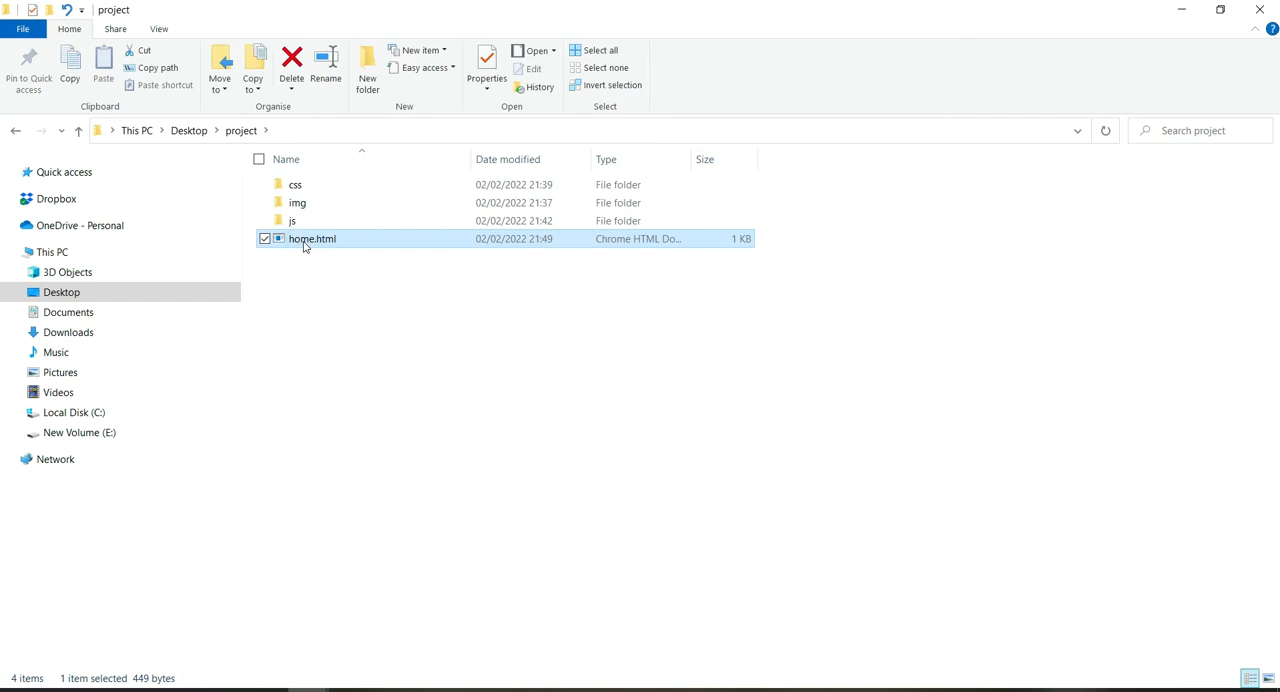 project
File Home Share View
Pin to Quick access
Copy
Paste
Cut
Copy path
Paste shortcut
Clipboard
Move to
Copy to
Delete
Rename
Organise
New folder
New item
Easy access
New
Properties
Open
Edit
History
Open
Select all
Select none
Invert selection
Select
This PC Desktop project
Search project
Name Date modified Type Size
css 02/02/2022 21:39 File folder
img 02/02/2022 21:37 File folder
js 02/02/2022 21:42 File folder
home.html 02/02/2022 21:49 Chrome HTML Do... 1 KB
Quick access
Dropbox
OneDrive - Personal
This PC
3D Objects
Desktop
Documents
Downloads
Music
Pictures
Videos
Local Disk (C:)
New Volume (E:)
Network
4 items 1 item selected 449 bytes